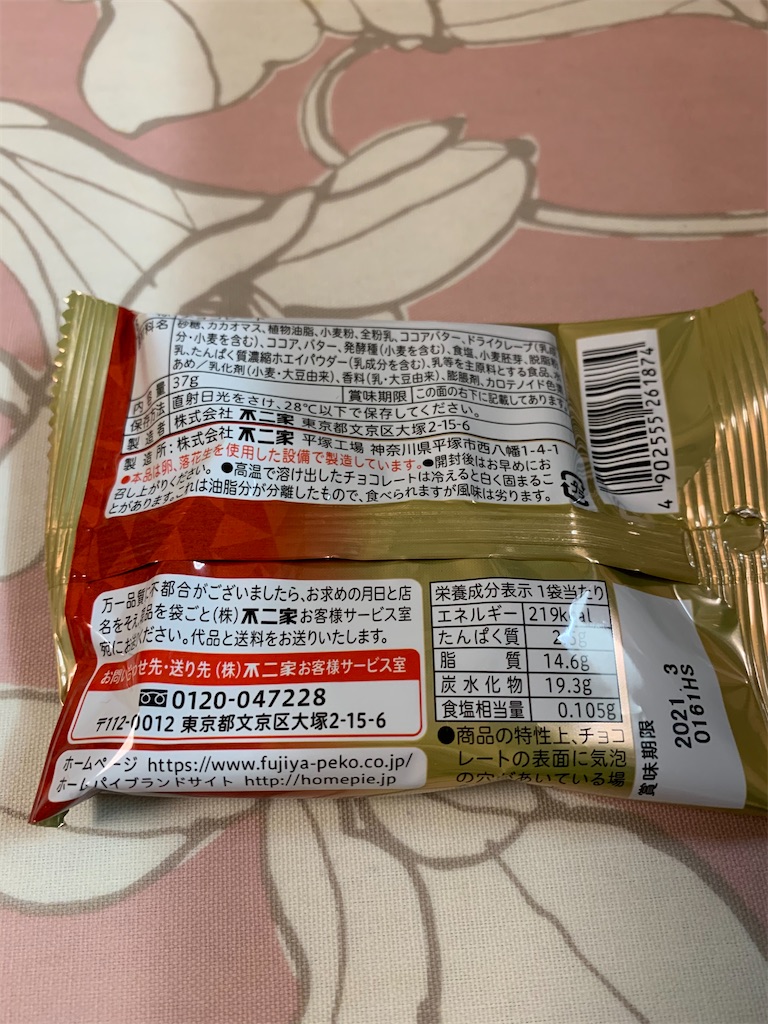 料名 砂糖、カカオマス、植物油脂、小麦粉、全粉乳、ココアバター、ドライクレープ(乳成
分・小麦を含む)、ココア、バター、発酵種(小麦を含む)、食塩、小麦胚芽、脱脂粉
乳、たんぱく質濃縮ホエイパウダー(乳成分を含む)、乳等を主原料とする食品、水
あめ/乳化剤(小麦・大豆由来)、香料(乳・大豆由来)、膨脹剤、カロテノイド色
内容量 37g 賞味期限 この面の右下に記載してあります
保存方法 直射日光をさけ、28℃以下で保存してください。
製造者 株式会社 不二家 東京都文京区大塚2-15-6
製造所:株式会社 不二家 平塚工場 神奈川県平塚市西八幡1-4-1
●本品は卵、落花生を使用した設備で製造しています。●開封後はお早めにお
召し上がりください。●高温で溶け出したチョコレートは冷えると白く固まるこ
とがあります。これは油脂分が分離したもので、食べられますが風味は劣ります。
4 902555 261874
万一品質に不都合がございましたら、お求めの月日と店
名をそえ、品を袋ごと(株)不二家お客様サービス室
宛にお送りください。代品と送料をお送りいたします。
お問い合わせ先・送り先 (株)不二家お客様サービス室
0120-047228
〒112-0012 東京都文京区大塚2-15-6
ホームページ https://www.fujiya-peko.co.jp/
ホームパイブランドサイト http://homepie.jp/
栄養成分表示 1袋当たり
エネルギー 219kcal
たんぱく質
脂質 14.6g
炭水化物 19.3g
食塩相当量 0.105g
●商品の特性上、チョコ
レートの表面に気泡
の穴があいている場
賞味期限
2021.3
0161HS